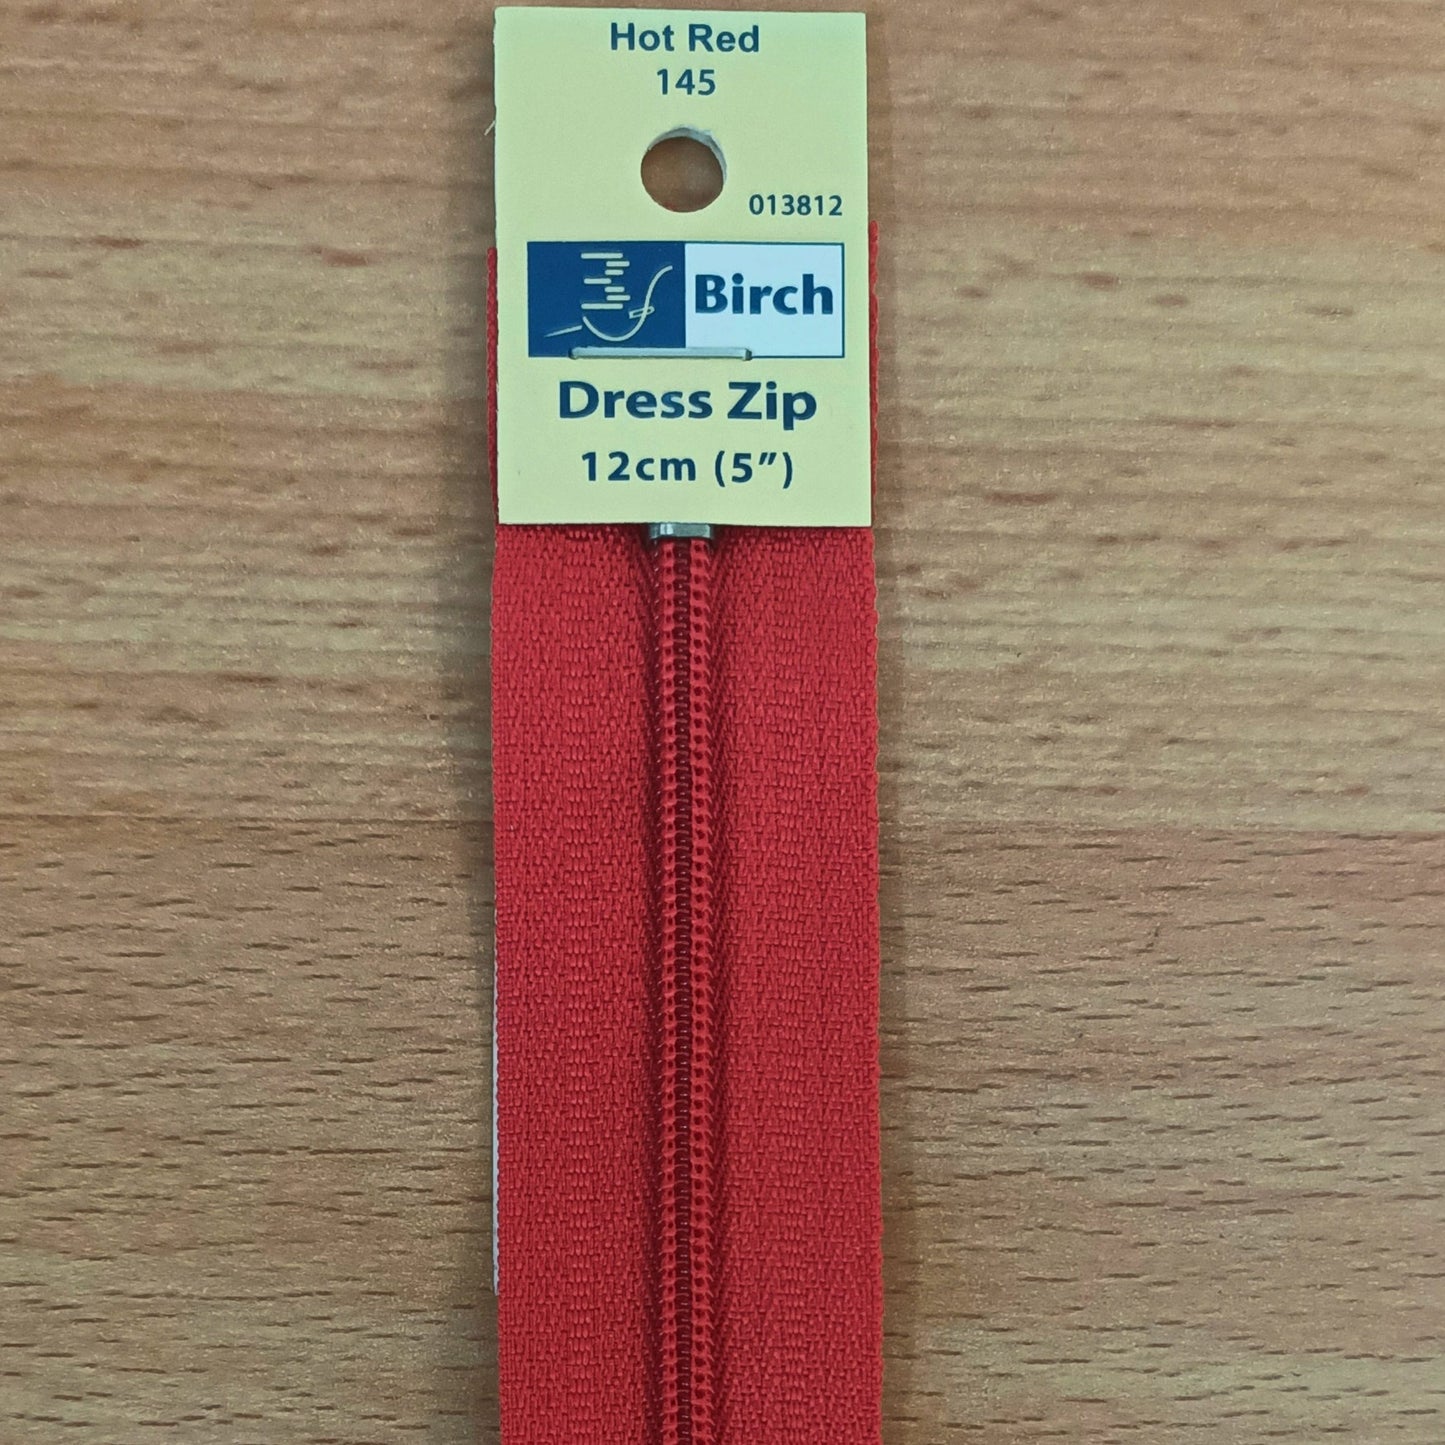 Hot Red
145
013812
Birch
Dress Zip
12cm (5”)